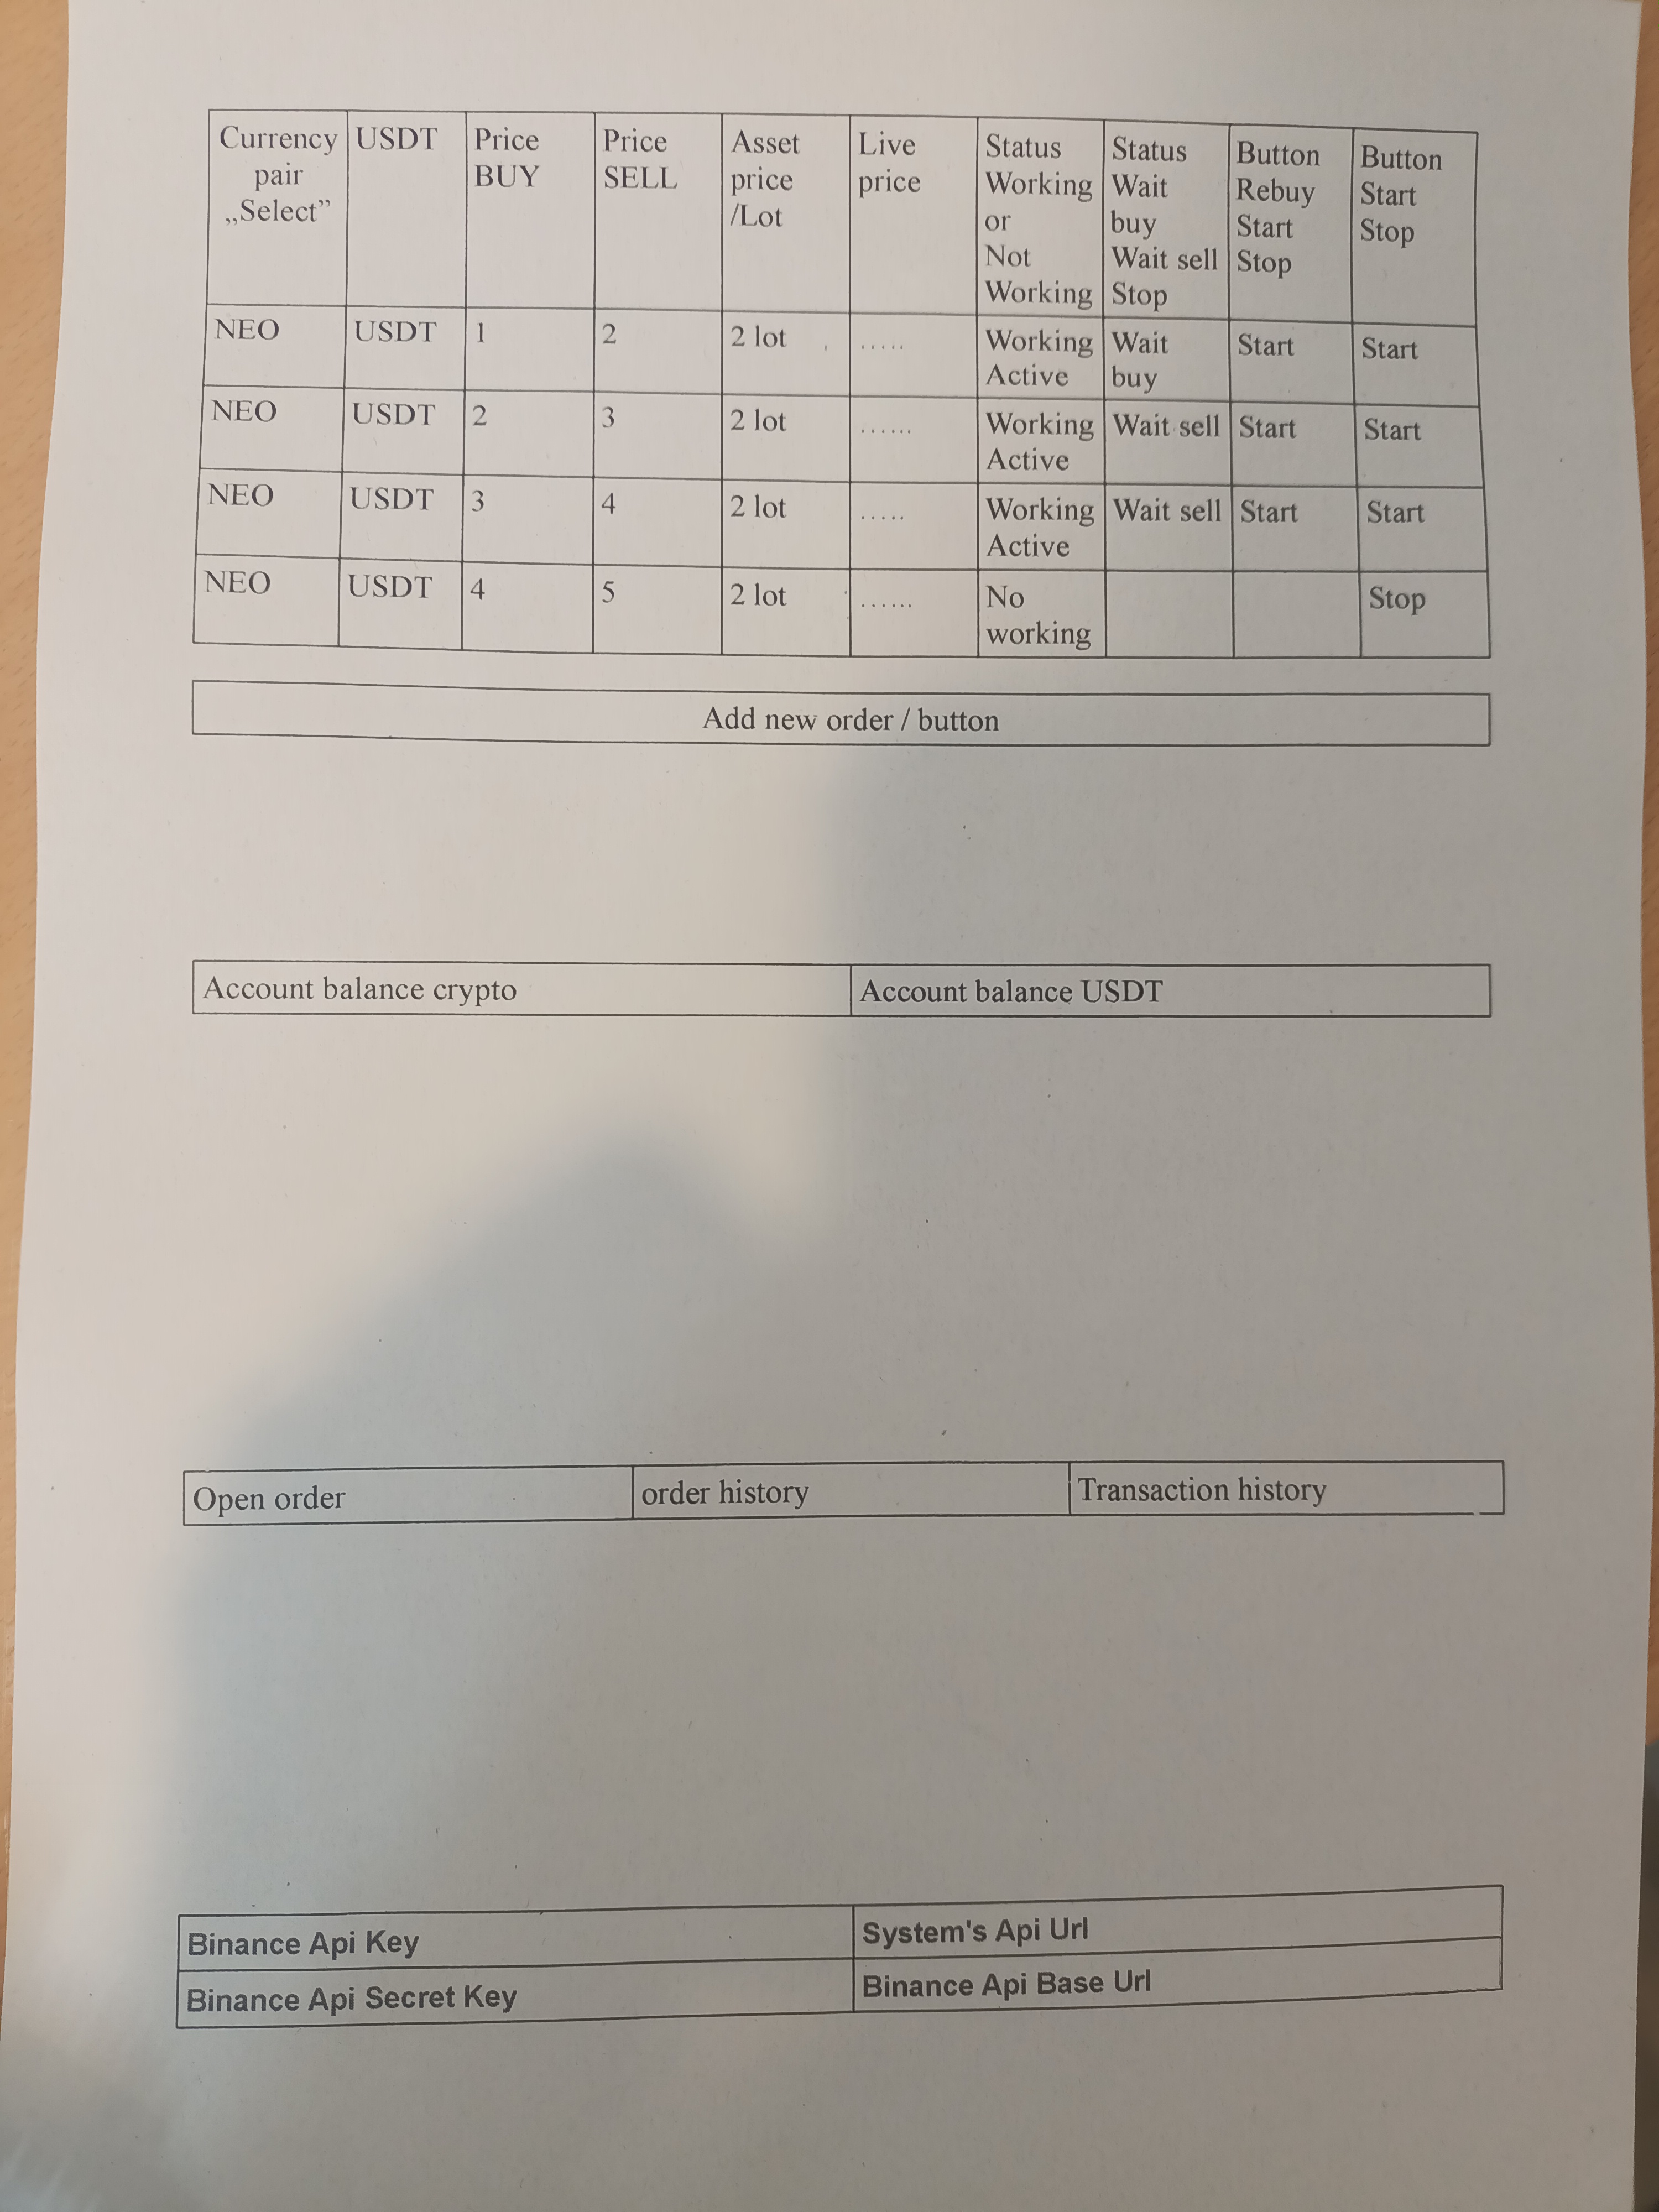 Currency pair „Select” USDT Price BUY Price SELL Asset price /Lot Live price Status Working or Not Working Status Wait buy Wait sell Stop Button Rebuy Start Stop Button Start Stop
NEO USDT 1 2 2 lot ..... Working Active Wait buy Start Start
NEO USDT 2 3 2 lot ...... Working Active Wait sell Start Start
NEO USDT 3 4 2 lot ..... Working Active Wait sell Start Start
NEO USDT 4 5 2 lot ...... No working Stop
Add new order / button
Account balance crypto Account balance USDT
Open order order history Transaction history
Binance Api Key System's Api Url
Binance Api Secret Key Binance Api Base Url